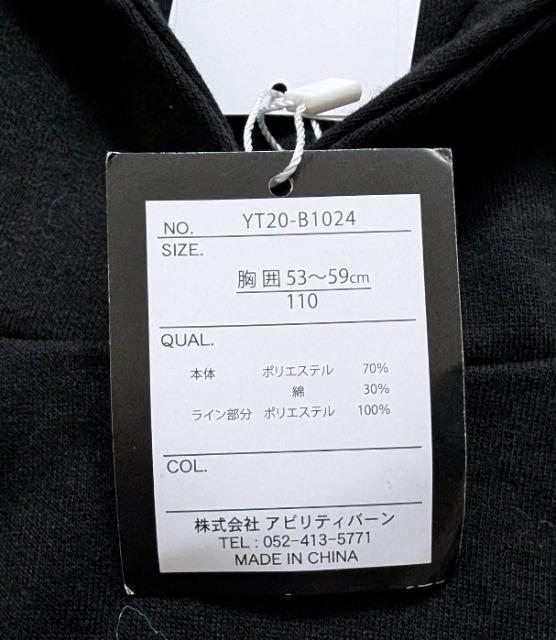 NO. YT20-B1024
SIZE.
胸囲 53〜59cm
110
QUAL.
本体 ポリエステル 70%
綿 30%
ライン部分 ポリエステル 100%
COL.
株式会社 アビリティバーン
TEL : 052-413-5771
MADE IN CHINA